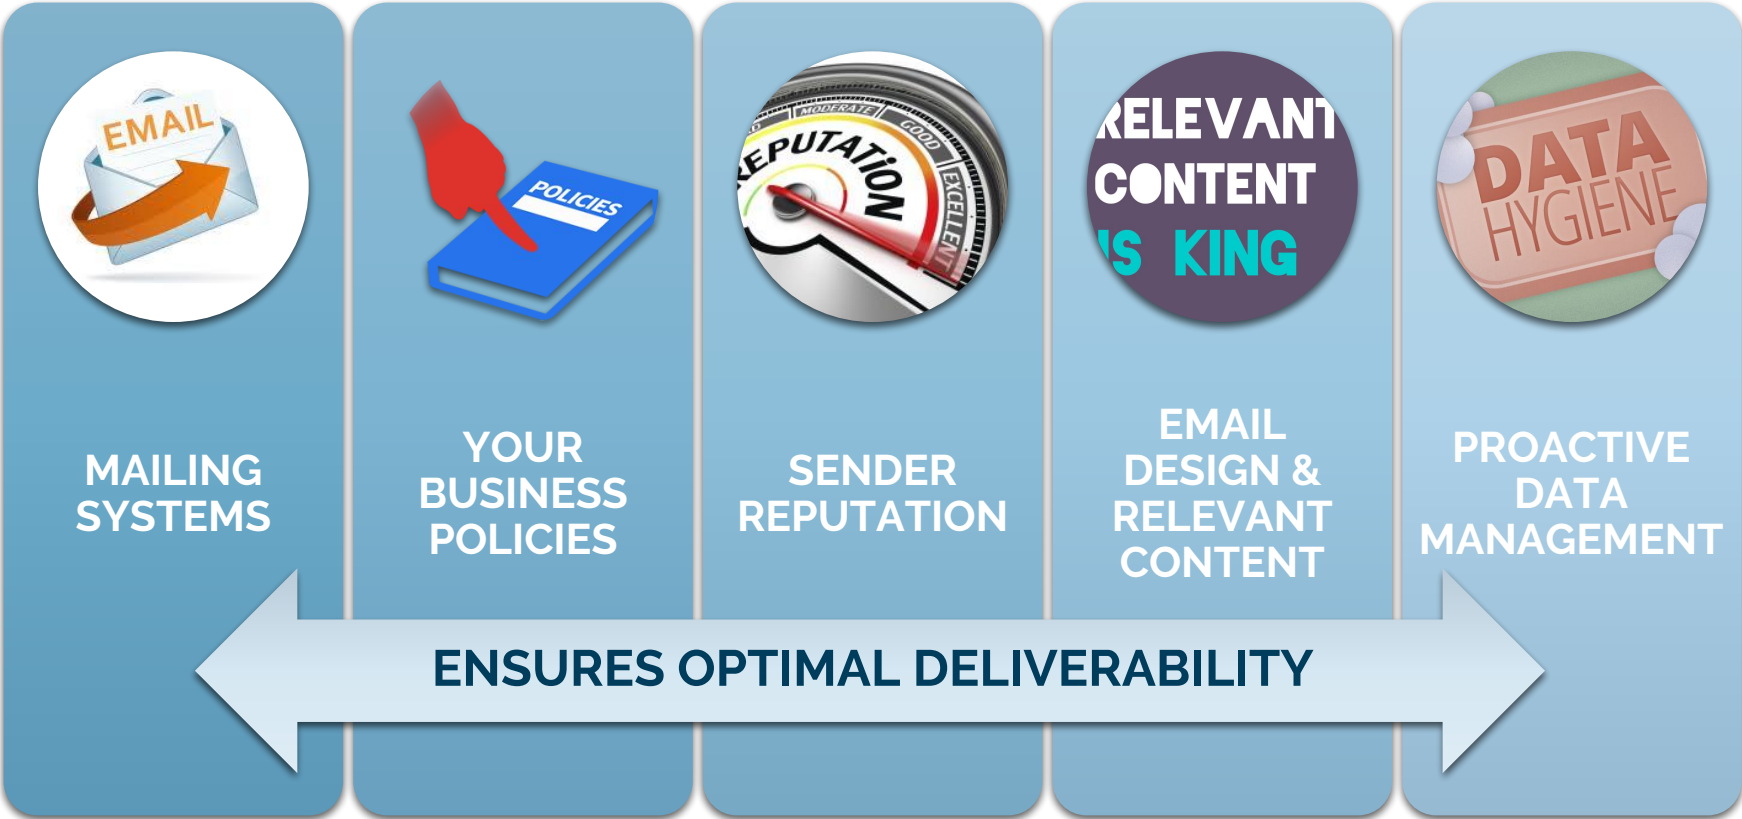 EMAIL
MAILING
SYSTEMS
POLICIES
YOUR
BUSINESS
POLICIES
MODERATE
GOOD
EXCELLENT
REPUTATION
SENDER
REPUTATION
RELEVANT
CONTENT
IS KING
EMAIL
DESIGN &
RELEVANT
CONTENT
DATA
HYGIENE
PROACTIVE
DATA
MANAGEMENT
ENSURES OPTIMAL DELIVERABILITY